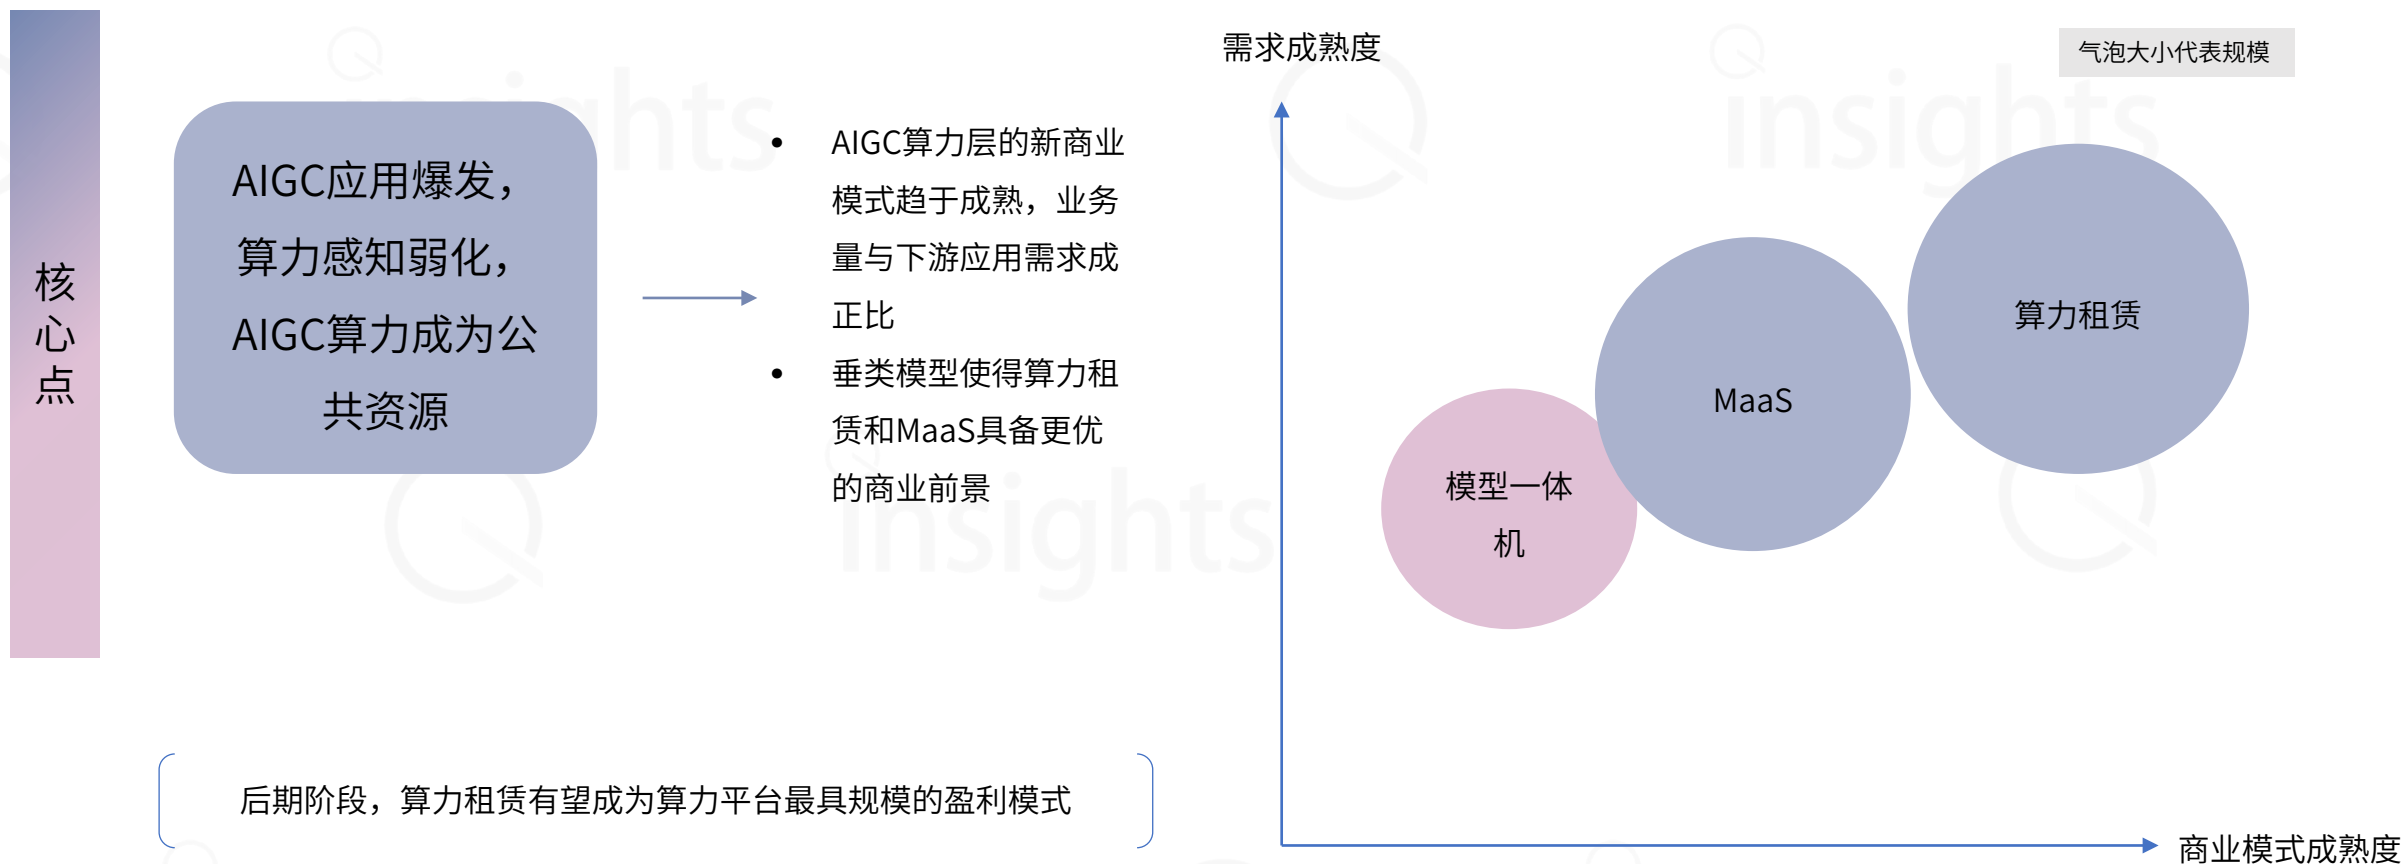 核
心
点
AIGC应用爆发，
算力感知弱化，
AIGC算力成为公
共资源
• AIGC算力层的新商业
模式趋于成熟，业务
量与下游应用需求成
正比
• 垂类模型使得算力租
赁和MaaS具备更优
的商业前景
后期阶段，算力租赁有望成为算力平台最具规模的盈利模式
需求成熟度
气泡大小代表规模
算力租赁
MaaS
模型一体
机
商业模式成熟度
insights
insights
insights